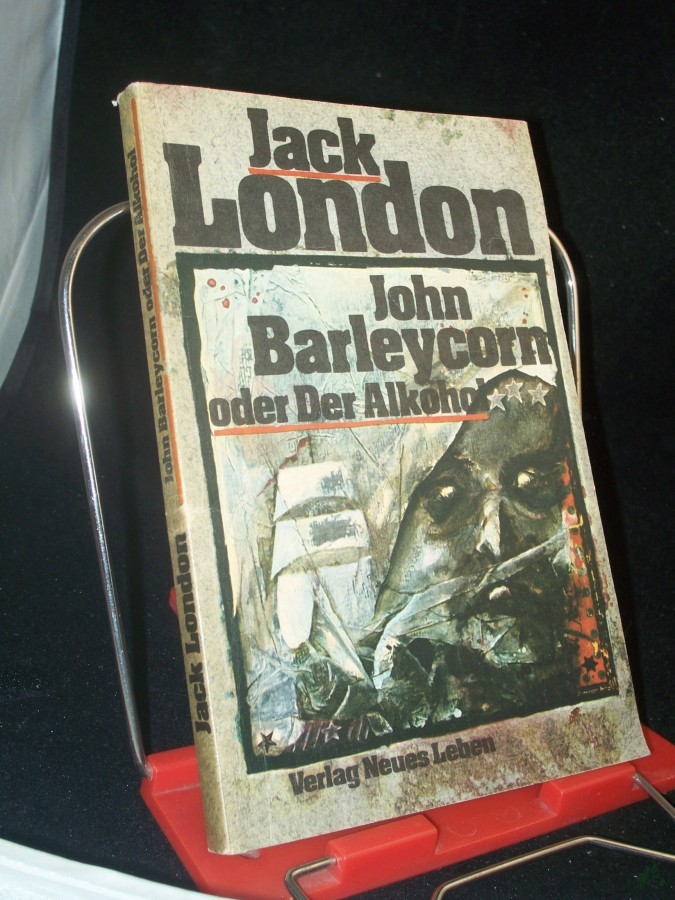 Jack
London
John
Barleycorn
oder Der Alkohol
Verlag Neues Leben
Jack London John Barleycorn oder Der Alkohol